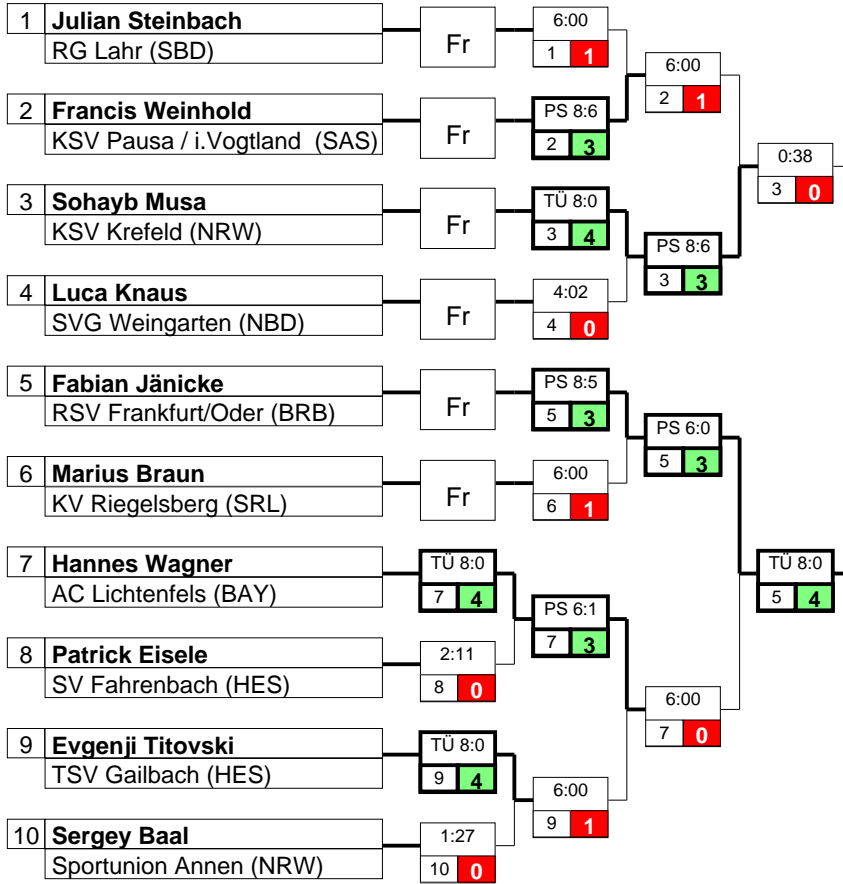 1 Julian Steinbach
RG Lahr (SBD)
Fr
6:00
1 1
6:00
2 1
2 Francis Weinhold
KSV Pausa / i.Vogtland (SAS)
Fr
PS 8:6
2 3
0:38
3 0
3 Sohayb Musa
KSV Krefeld (NRW)
Fr
TÜ 8:0
3 4
PS 8:6
3 3
4 Luca Knaus
SVG Weingarten (NBD)
Fr
4:02
4 0
5 Fabian Jänicke
RSV Frankfurt/Oder (BRB)
Fr
PS 8:5
5 3
PS 6:0
5 3
6 Marius Braun
KV Riegelsberg (SRL)
Fr
6:00
6 1
7 Hannes Wagner
AC Lichtenfels (BAY)
TÜ 8:0
7 4
PS 6:1
7 3
TÜ 8:0
5 4
8 Patrick Eisele
SV Fahrenbach (HES)
2:11
8 0
6:00
7 0
9 Evgenji Titovski
TSV Gailbach (HES)
TÜ 8:0
9 4
6:00
9 1
10 Sergey Baal
Sportunion Annen (NRW)
1:27
10 0